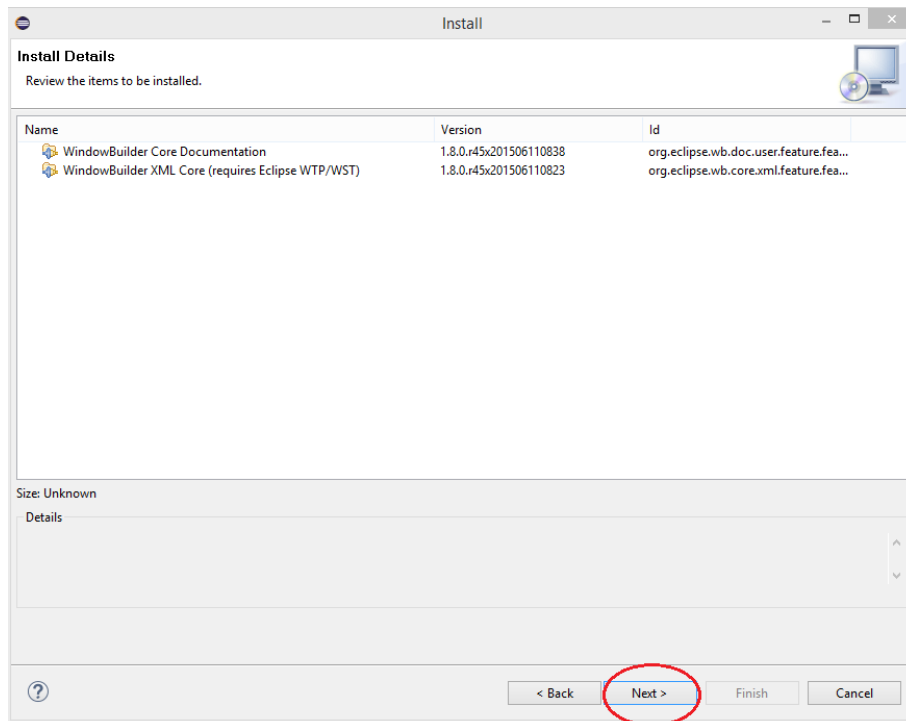 Install
Install Details
Review the items to be installed.
Name Version Id
WindowBuilder Core Documentation 1.8.0.r45x201506110838 org.eclipse.wb.doc.user.feature.fea...
WindowBuilder XML Core (requires Eclipse WTP/WST) 1.8.0.r45x201506110823 org.eclipse.wb.core.xml.feature.fea...
Size: Unknown
Details
? < Back Next > Finish Cancel